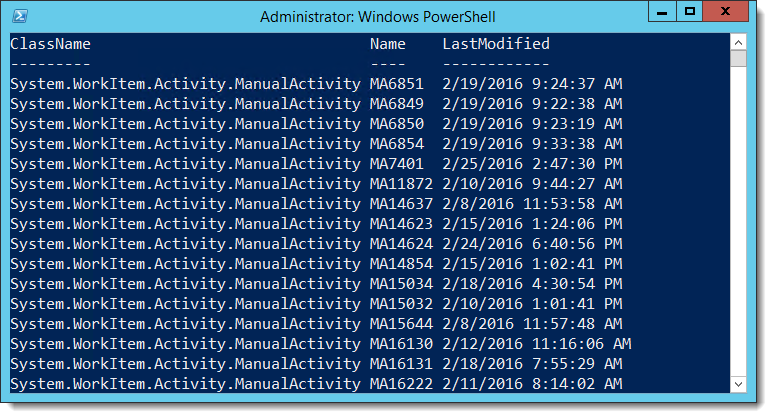 Administrator: Windows PowerShell
ClassName Name LastModified
--------- ---- ------------
System.WorkItem.Activity.ManualActivity MA6851 2/19/2016 9:24:37 AM
System.WorkItem.Activity.ManualActivity MA6849 2/19/2016 9:22:38 AM
System.WorkItem.Activity.ManualActivity MA6850 2/19/2016 9:23:19 AM
System.WorkItem.Activity.ManualActivity MA6854 2/19/2016 9:33:38 AM
System.WorkItem.Activity.ManualActivity MA7401 2/25/2016 2:47:30 PM
System.WorkItem.Activity.ManualActivity MA11872 2/10/2016 9:44:27 AM
System.WorkItem.Activity.ManualActivity MA14637 2/8/2016 11:53:58 AM
System.WorkItem.Activity.ManualActivity MA14623 2/15/2016 1:24:06 PM
System.WorkItem.Activity.ManualActivity MA14624 2/24/2016 6:40:56 PM
System.WorkItem.Activity.ManualActivity MA14854 2/15/2016 1:02:41 PM
System.WorkItem.Activity.ManualActivity MA15034 2/18/2016 4:30:54 PM
System.WorkItem.Activity.ManualActivity MA15032 2/10/2016 1:01:41 PM
System.WorkItem.Activity.ManualActivity MA15644 2/8/2016 11:57:48 AM
System.WorkItem.Activity.ManualActivity MA16130 2/12/2016 11:16:06 AM
System.WorkItem.Activity.ManualActivity MA16131 2/18/2016 7:55:29 AM
System.WorkItem.Activity.ManualActivity MA16222 2/11/2016 8:14:02 AM